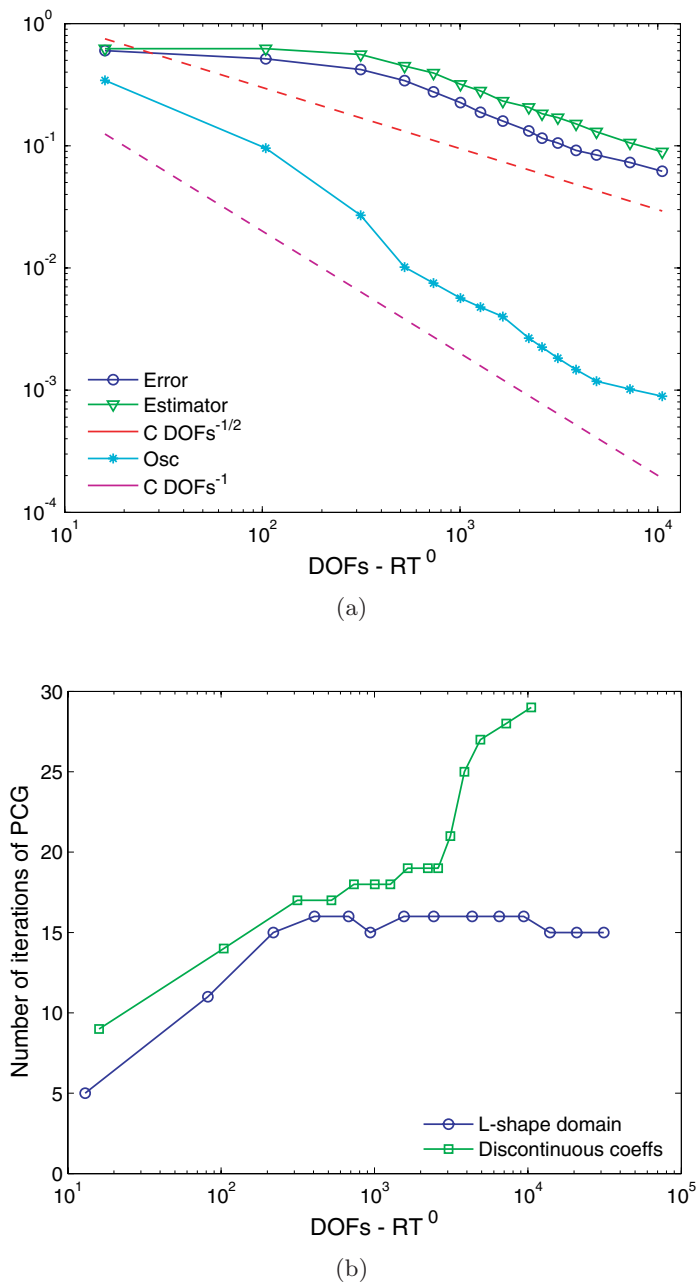 10^0
10^-1
10^-2
10^-3
10^-4
Error
Estimator
C DOFs^-1/2
Osc
C DOFs^-1
10^1 10^2 10^3 10^4
DOFs - RT^0
(a)
30
25
20
15
10
5
0
Number of iterations of PCG
L-shape domain
Discontinuous coeffs
10^1 10^2 10^3 10^4 10^5
DOFs - RT^0
(b)